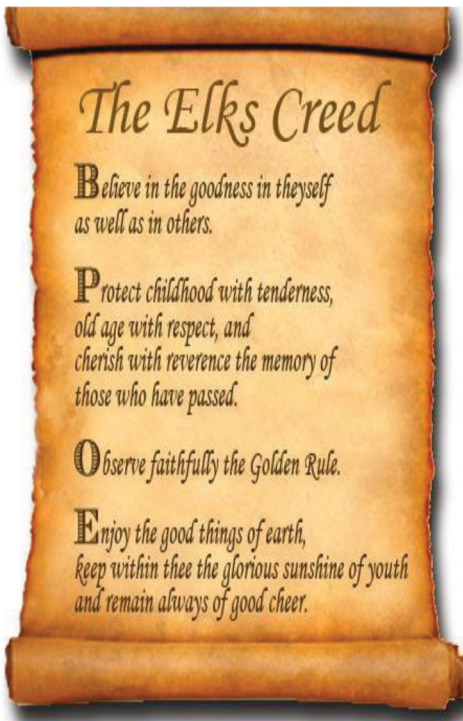 The Elks Creed
Believe in the goodness in theyself
as well as in others.
Protect childhood with tenderness,
old age with respect, and
cherish with reverence the memory of
those who have passed.
Observe faithfully the Golden Rule.
Enjoy the good things of earth,
keep within thee the glorious sunshine of youth
and remain always of good cheer.